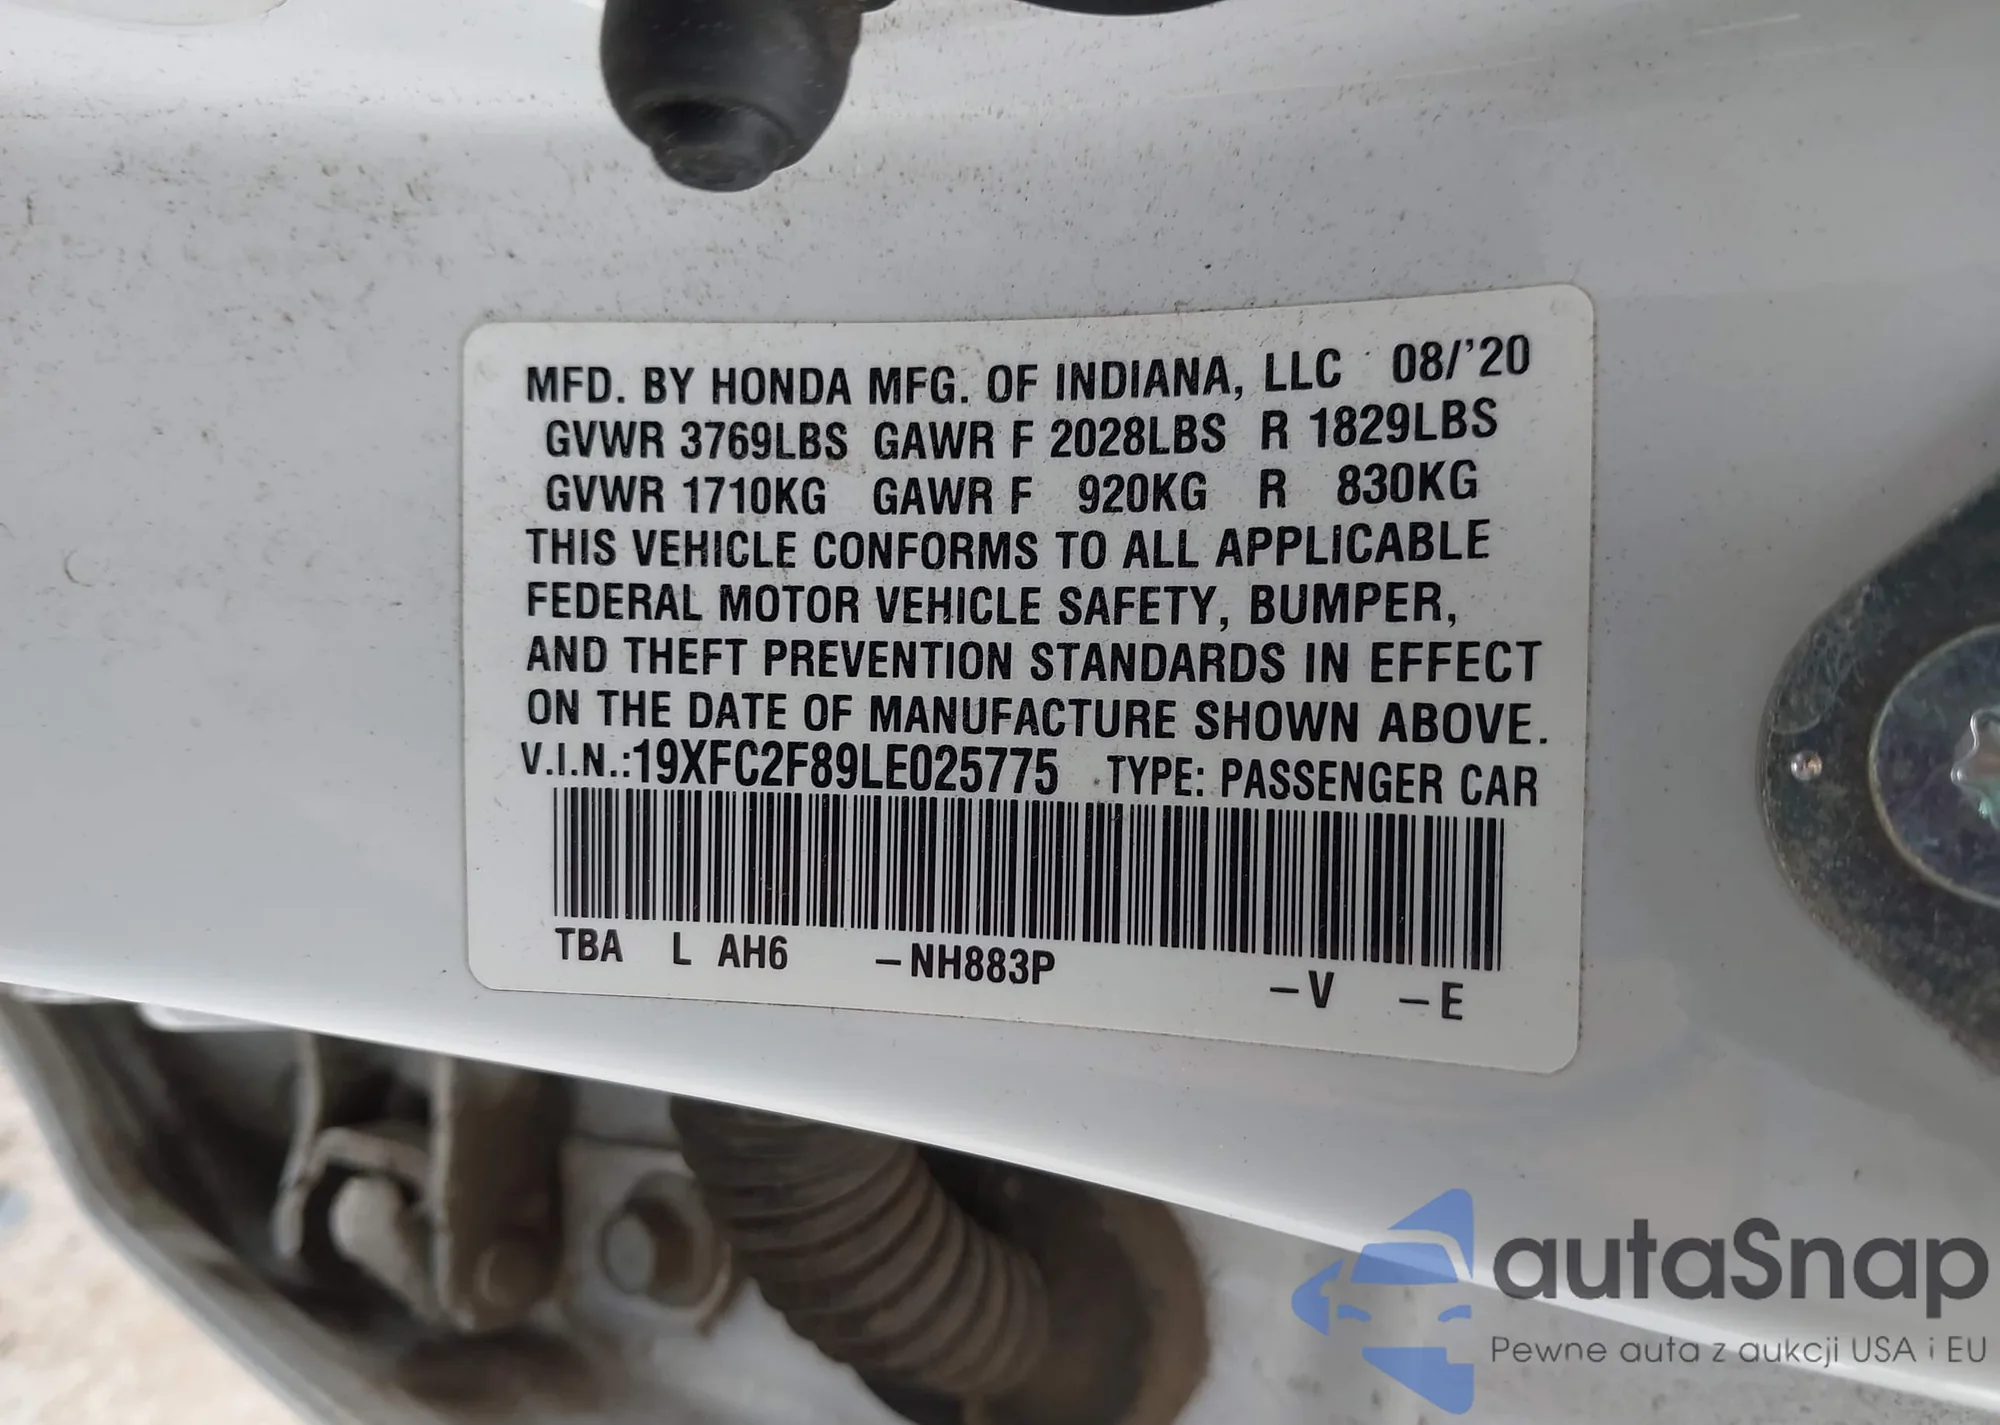 MFD. BY HONDA MFG. OF INDIANA, LLC 08/'20
GVWR 3769LBS GAWR F 2028LBS R 1829LBS
GVWR 1710KG GAWR F 920KG R 830KG
THIS VEHICLE CONFORMS TO ALL APPLICABLE
FEDERAL MOTOR VEHICLE SAFETY, BUMPER,
AND THEFT PREVENTION STANDARDS IN EFFECT
ON THE DATE OF MANUFACTURE SHOWN ABOVE.
V.I.N.:19XFC2F89LE025775 TYPE: PASSENGER CAR
TBA L AH6 –NH883P –V –E
autaSnap
Pewne auta z aukcji USA i EU